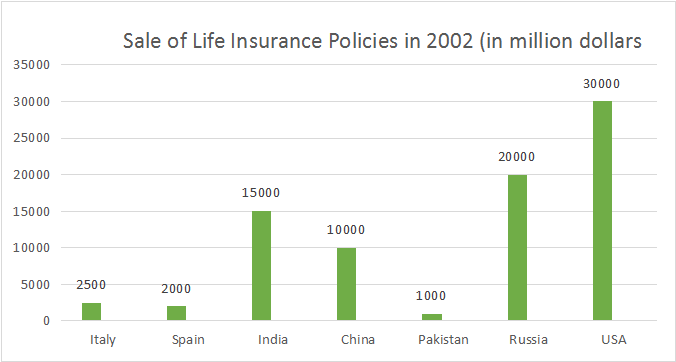 Sale of Life Insurance Policies in 2002 (in million dollars
35000
30000
25000
20000
15000
10000
5000
0
2500
2000
15000
10000
1000
20000
30000
Italy
Spain
India
China
Pakistan
Russia
USA